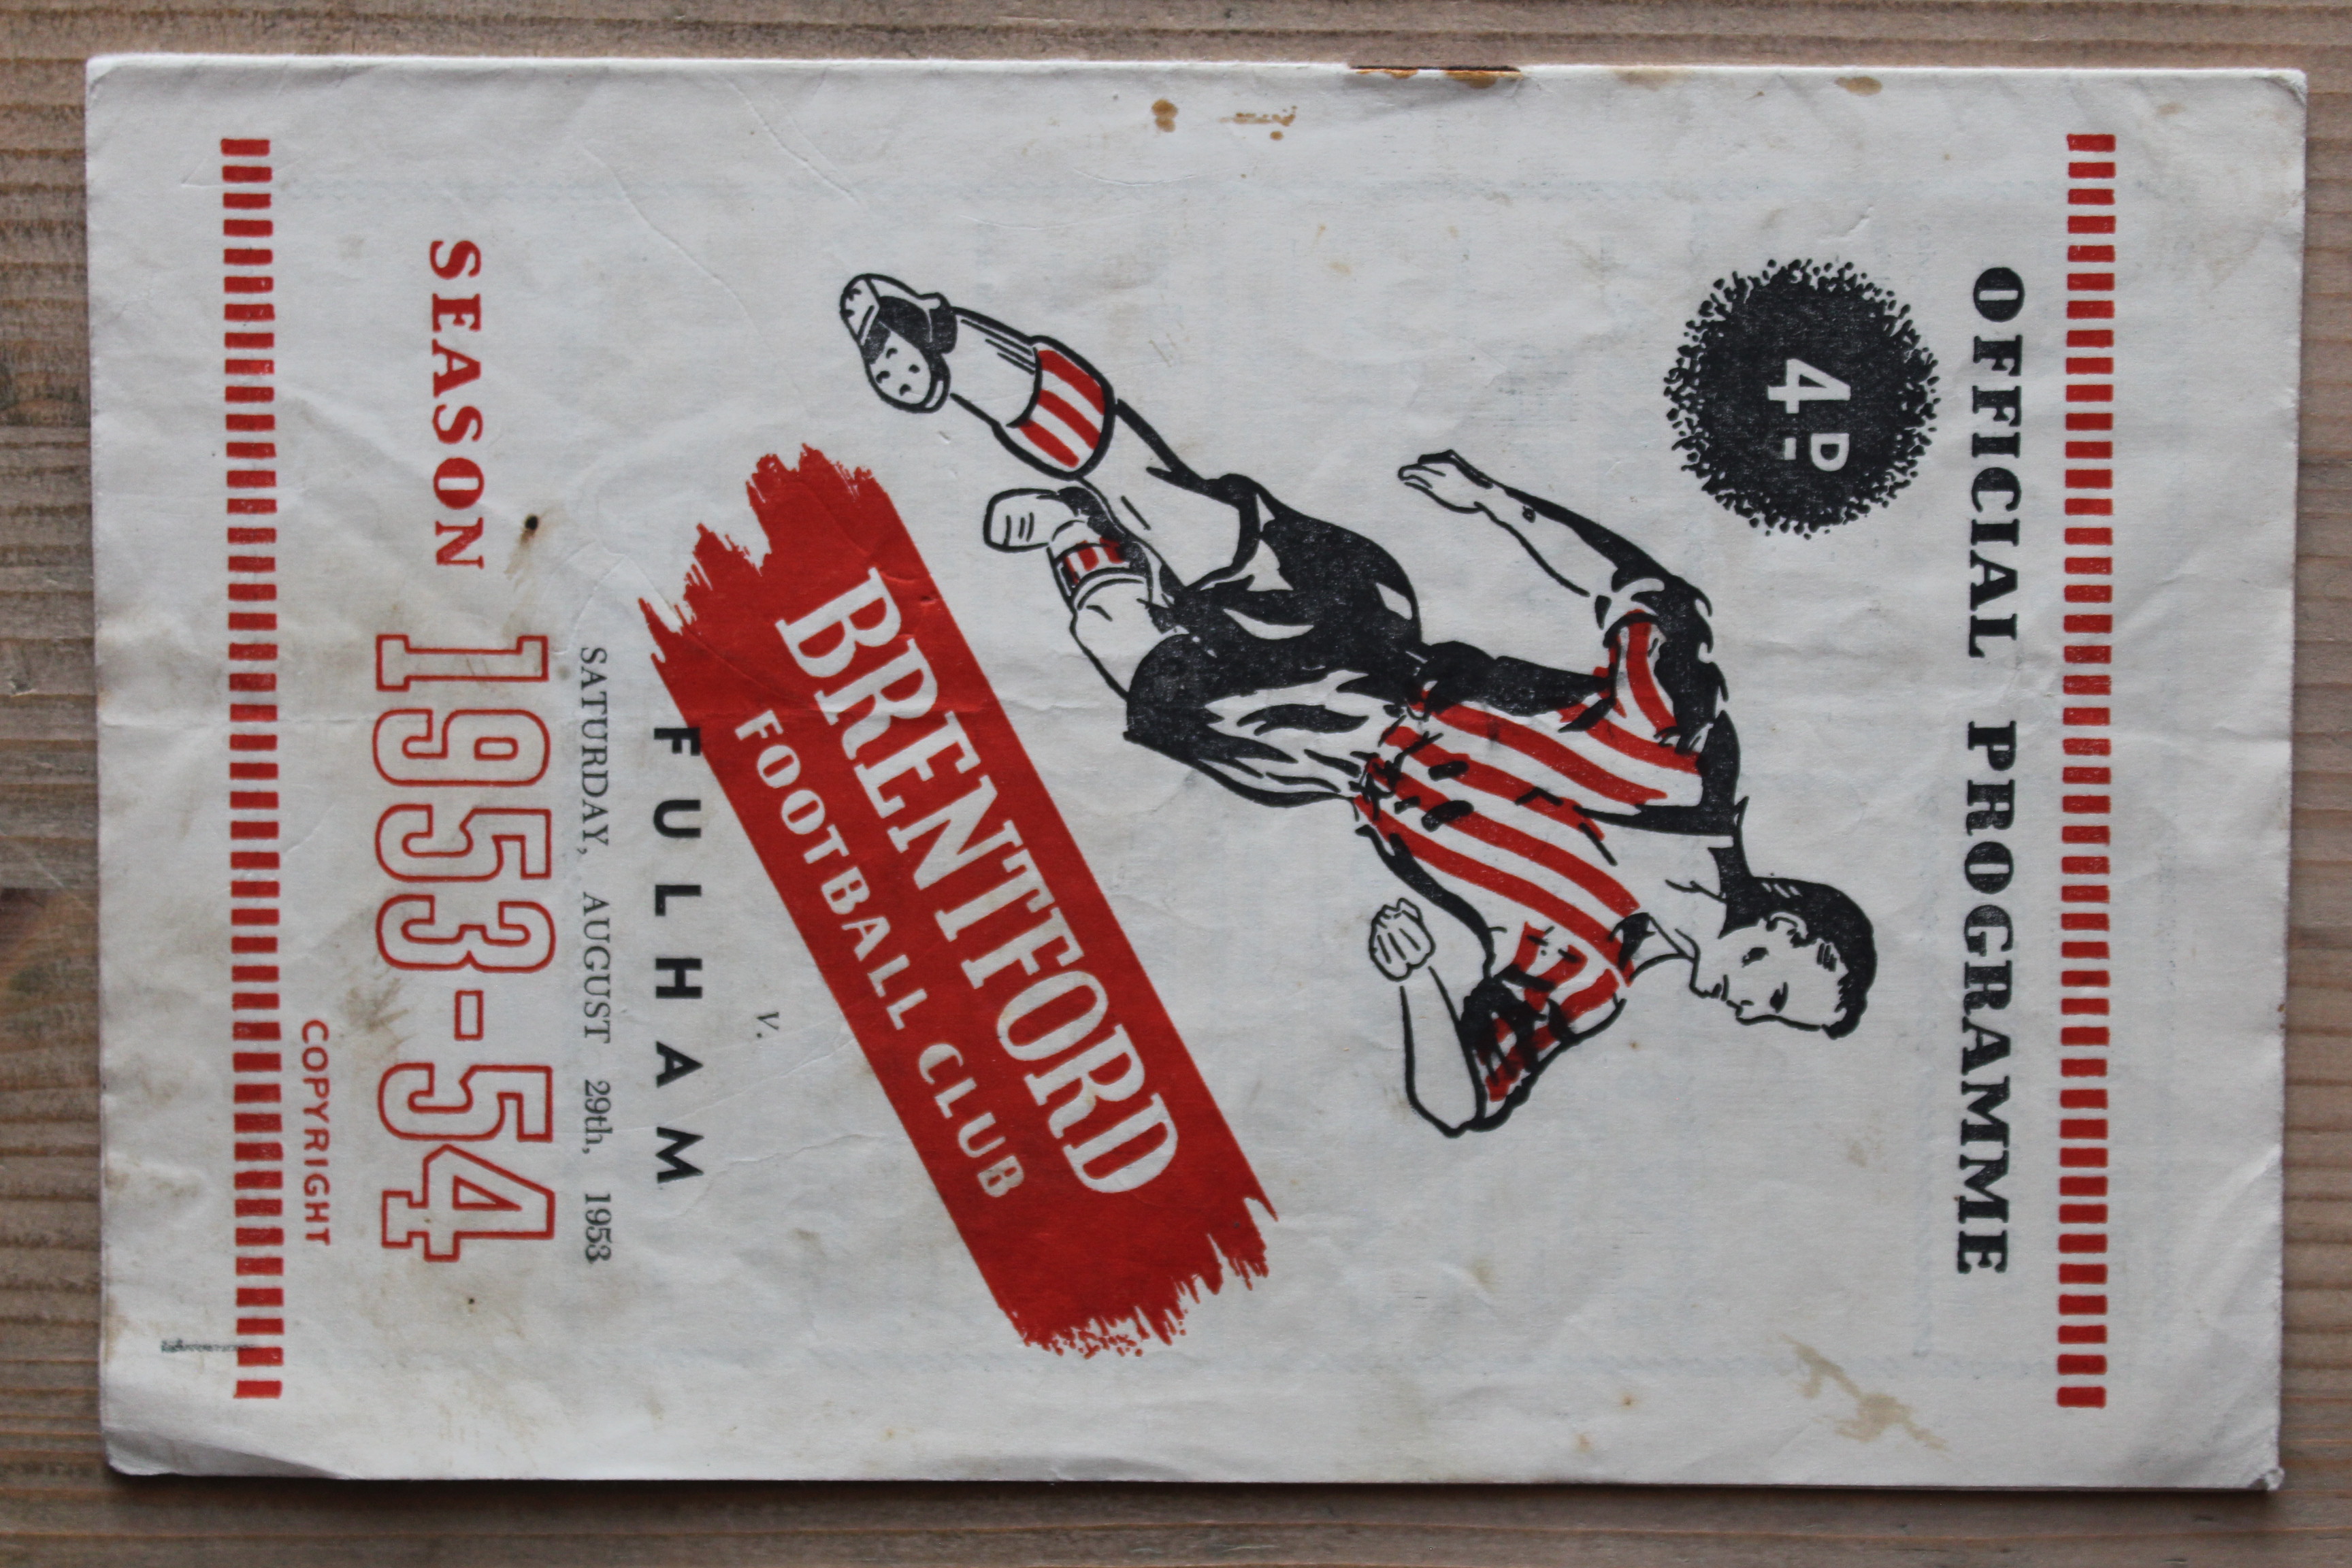 OFFICIAL PROGRAMME
4D
BRENTFORD
FOOTBALL CLUB
v.
FULHAM
SATURDAY, AUGUST 29th, 1953
SEASON 1953-54
COPYRIGHT